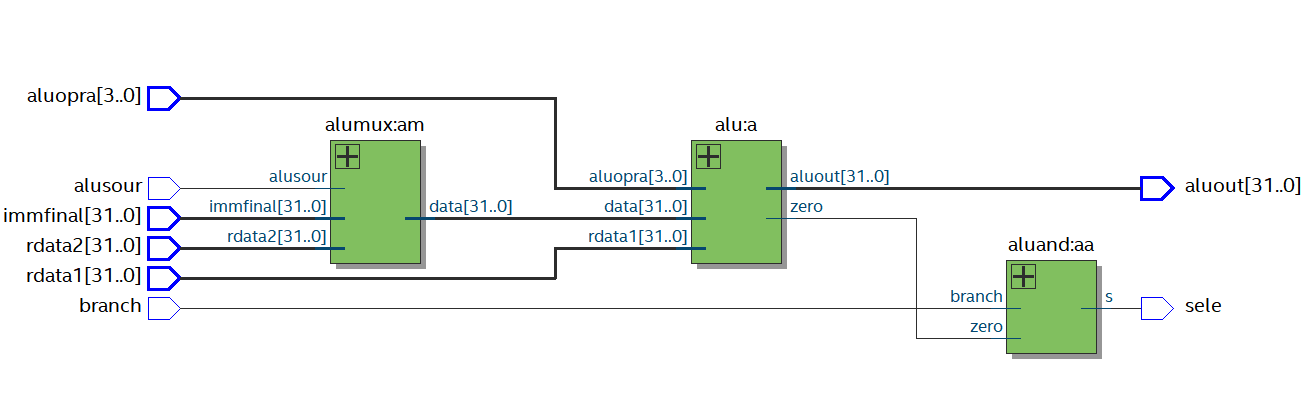 aluopra[3..0]
alusour
immfinal[31..0]
rdata2[31..0]
rdata1[31..0]
branch
alumux:am
alusour
immfinal[31..0]
rdata2[31..0]
data[31..0]
alu:a
aluopra[3..0]
data[31..0]
rdata1[31..0]
aluout[31..0]
zero
aluand:aa
branch
zero
s
aluout[31..0]
sele